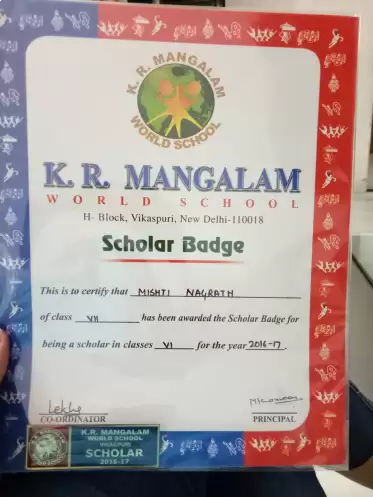 K. R. MANGALAM
WORLD SCHOOL
K. R. MANGALAM
WORLD SCHOOL
H- Block, Vikaspuri, New Delhi-110018
Scholar Badge
This is to certify that MISHTI NAGRATH
of class VII has been awarded the Scholar Badge for
being a scholar in classes VI for the year 2016-17.
Lekha
CO-ORDINATOR
PRINCIPAL
K.R. MANGALAM
WORLD SCHOOL
VIKASPURI
SCHOLAR
2016-17